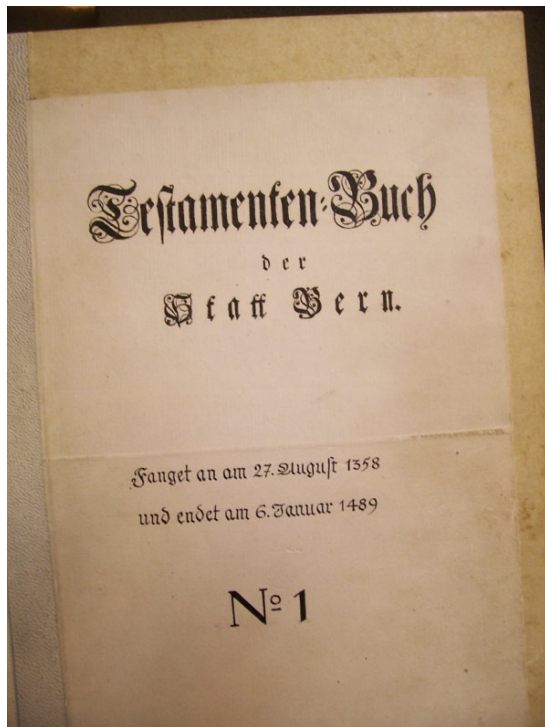 Testamenten-Buch
der
Statt Bern.
Fanget an am 27. August 1358
und endet am 6. Januar 1489
Nº 1